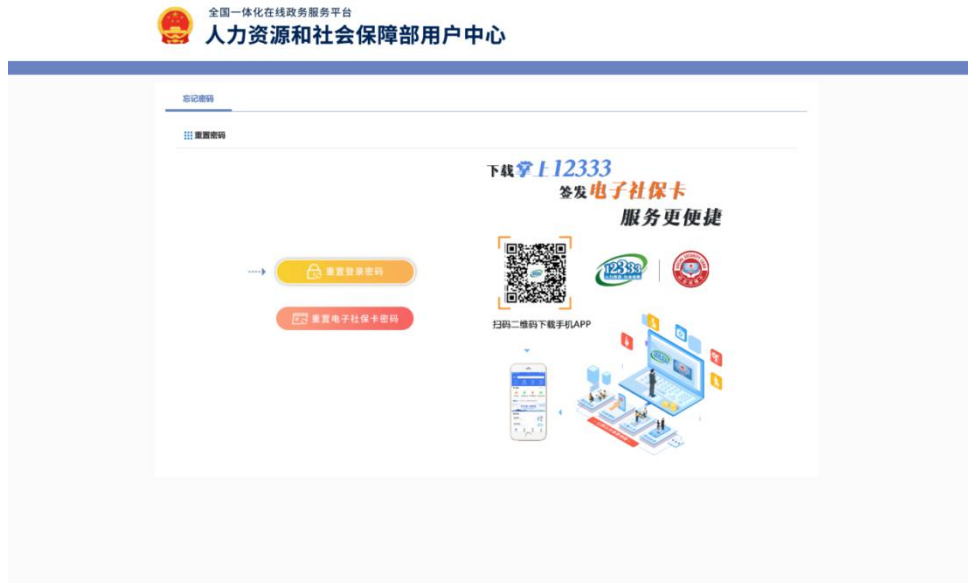 全国一体化在线政务服务平台
人力资源和社会保障部用户中心
忘记密码
重置密码
下载掌上12333
签发电子社保卡
服务更便捷
重置登录密码
重置电子社保卡密码
12333
扫码二维码下载手机APP